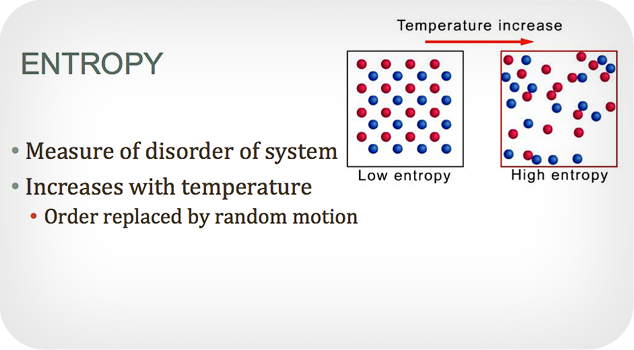 ENTROPY
• Measure of disorder of system
• Increases with temperature
• Order replaced by random motion
Temperature increase
Low entropy
High entropy